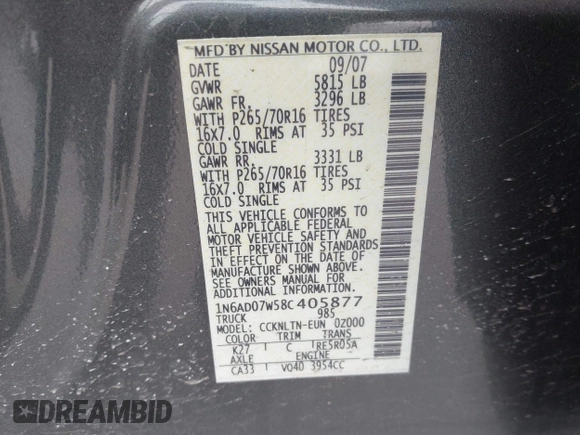 MFD BY NISSAN MOTOR CO., LTD.
DATE 09/07
GVWR 5815 LB
GAWR FR. 3296 LB
WITH P265/70R16 TIRES
16X7.0 RIMS AT 35 PSI
COLD SINGLE
GAWR RR. 3331 LB
WITH P265/70R16 TIRES
16X7.0 RIMS AT 35 PSI
COLD SINGLE
THIS VEHICLE CONFORMS TO
ALL APPLICABLE FEDERAL
MOTOR VEHICLE SAFETY AND
THEFT PREVENTION STANDARDS
IN EFFECT ON THE DATE OF
MANUFACTURE SHOWN ABOVE.
SEE OWNERS MANUAL FOR
ADDITIONAL INFORMATION.
1N6AD07W58C405877
TRUCK 985
MODEL: CCKNLTN-EUN 0Z000
COLOR TRIM TRANS
K27 C RE5R05A
AXLE ENGINE
CA33 VQ40 3954CC
DREAMBID